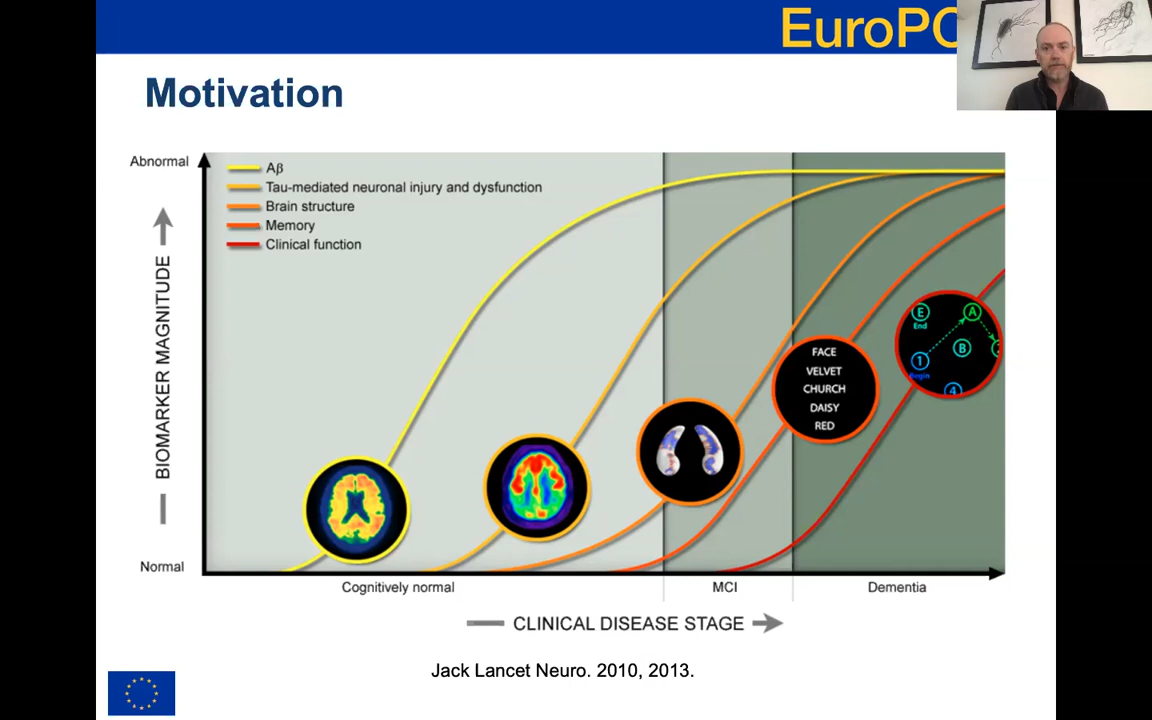 EuroPO
Motivation
Abnormal
Aβ
Tau-mediated neuronal injury and dysfunction
Brain structure
Memory
Clinical function
BIOMARKER MAGNITUDE
Normal
FACE
VELVET
CHURCH
DAISY
RED
E
End
A
1
Begin
B
4
Cognitively normal
MCI
Dementia
CLINICAL DISEASE STAGE
Jack Lancet Neuro. 2010, 2013.